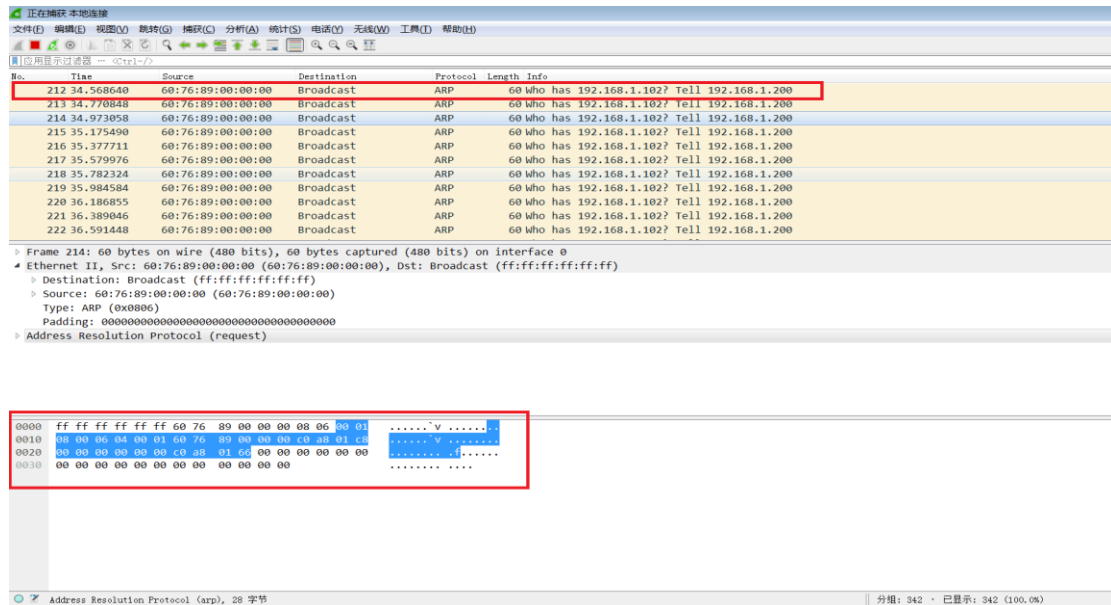 正在捕获 本地连接
文件(F) 编辑(E) 视图(V) 跳转(G) 捕获(C) 分析(A) 统计(S) 电话(Y) 无线(W) 工具(T) 帮助(H)
应用显示过滤器 … <Ctrl-/>
No. Time Source Destination Protocol Length Info
212 34.568640 60:76:89:00:00:00 Broadcast ARP 60 Who has 192.168.1.102? Tell 192.168.1.200
213 34.770848 60:76:89:00:00:00 Broadcast ARP 60 Who has 192.168.1.102? Tell 192.168.1.200
214 34.973058 60:76:89:00:00:00 Broadcast ARP 60 Who has 192.168.1.102? Tell 192.168.1.200
215 35.175490 60:76:89:00:00:00 Broadcast ARP 60 Who has 192.168.1.102? Tell 192.168.1.200
216 35.377711 60:76:89:00:00:00 Broadcast ARP 60 Who has 192.168.1.102? Tell 192.168.1.200
217 35.579976 60:76:89:00:00:00 Broadcast ARP 60 Who has 192.168.1.102? Tell 192.168.1.200
218 35.782324 60:76:89:00:00:00 Broadcast ARP 60 Who has 192.168.1.102? Tell 192.168.1.200
219 35.984584 60:76:89:00:00:00 Broadcast ARP 60 Who has 192.168.1.102? Tell 192.168.1.200
220 36.186855 60:76:89:00:00:00 Broadcast ARP 60 Who has 192.168.1.102? Tell 192.168.1.200
221 36.389046 60:76:89:00:00:00 Broadcast ARP 60 Who has 192.168.1.102? Tell 192.168.1.200
222 36.591448 60:76:89:00:00:00 Broadcast ARP 60 Who has 192.168.1.102? Tell 192.168.1.200
Frame 214: 60 bytes on wire (480 bits), 60 bytes captured (480 bits) on interface 0
Ethernet II, Src: 60:76:89:00:00:00 (60:76:89:00:00:00), Dst: Broadcast (ff:ff:ff:ff:ff:ff)
Destination: Broadcast (ff:ff:ff:ff:ff:ff)
Source: 60:76:89:00:00:00 (60:76:89:00:00:00)
Type: ARP (0x0806)
Padding: 000000000000000000000000000000000000
Address Resolution Protocol (request)
0000 ff ff ff ff ff ff 60 76 89 00 00 00 08 06 00 01 ......`v ........
0010 08 00 06 04 00 01 60 76 89 00 00 00 c0 a8 01 c8 ......`v ........
0020 00 00 00 00 00 00 c0 a8 01 66 00 00 00 00 00 00 ........ .f......
0030 00 00 00 00 00 00 00 00 00 00 00 00 ........ ....
Address Resolution Protocol (arp), 28 字节 分组: 342 · 已显示: 342 (100.0%)